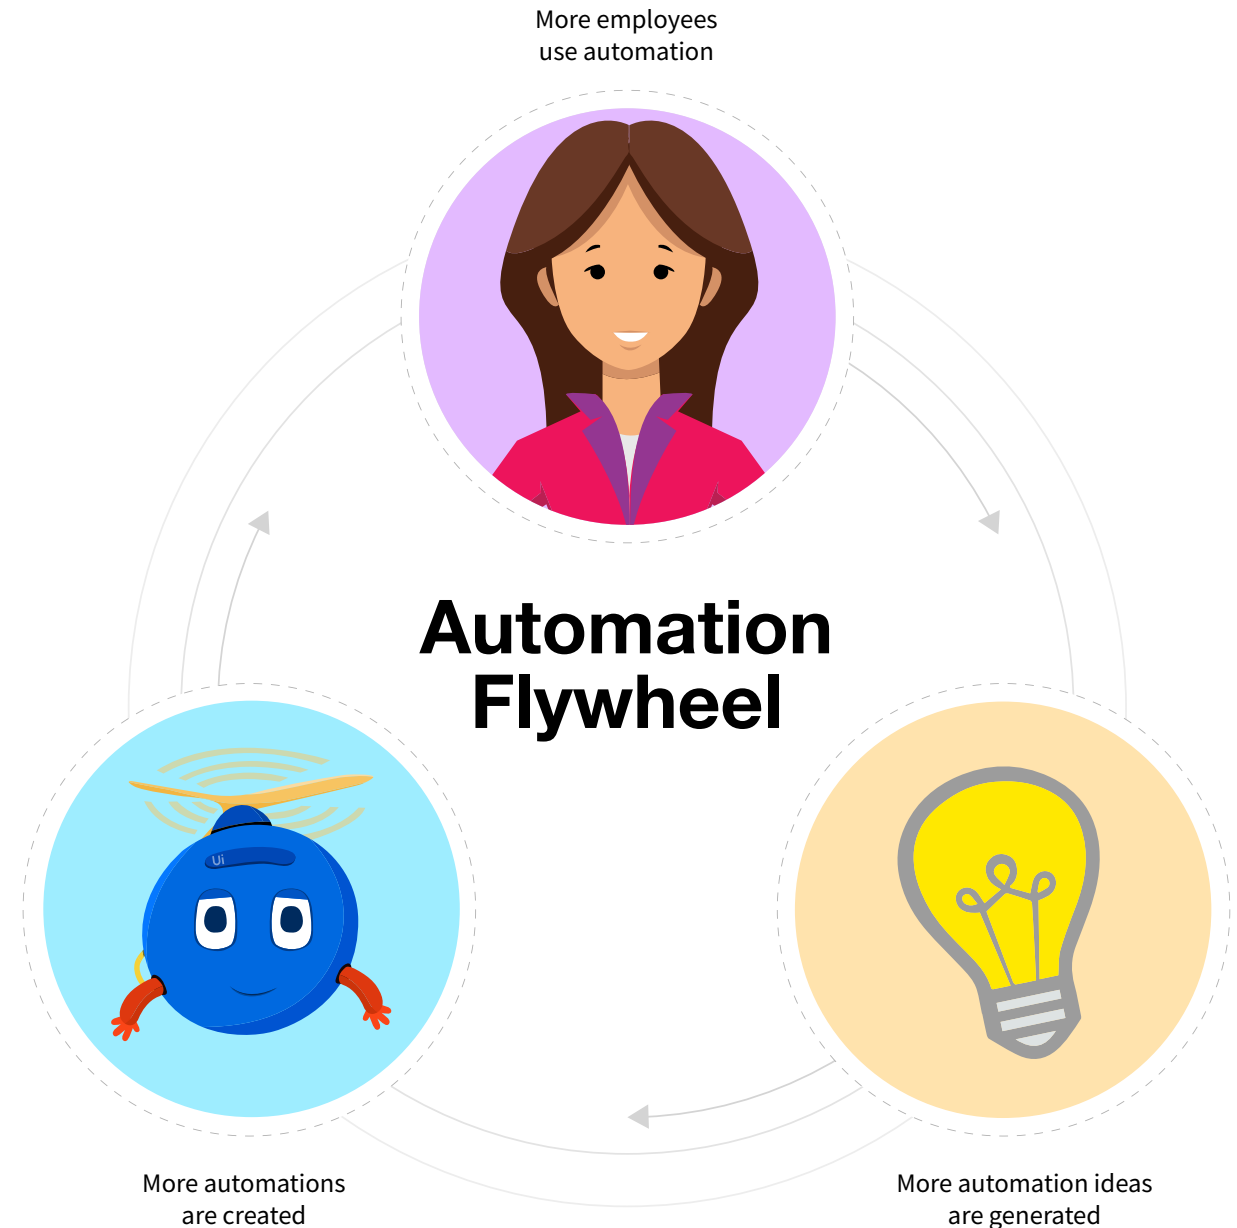 More employees
use automation
Automation
Flywheel
Ui
More automations
are created
More automation ideas
are generated